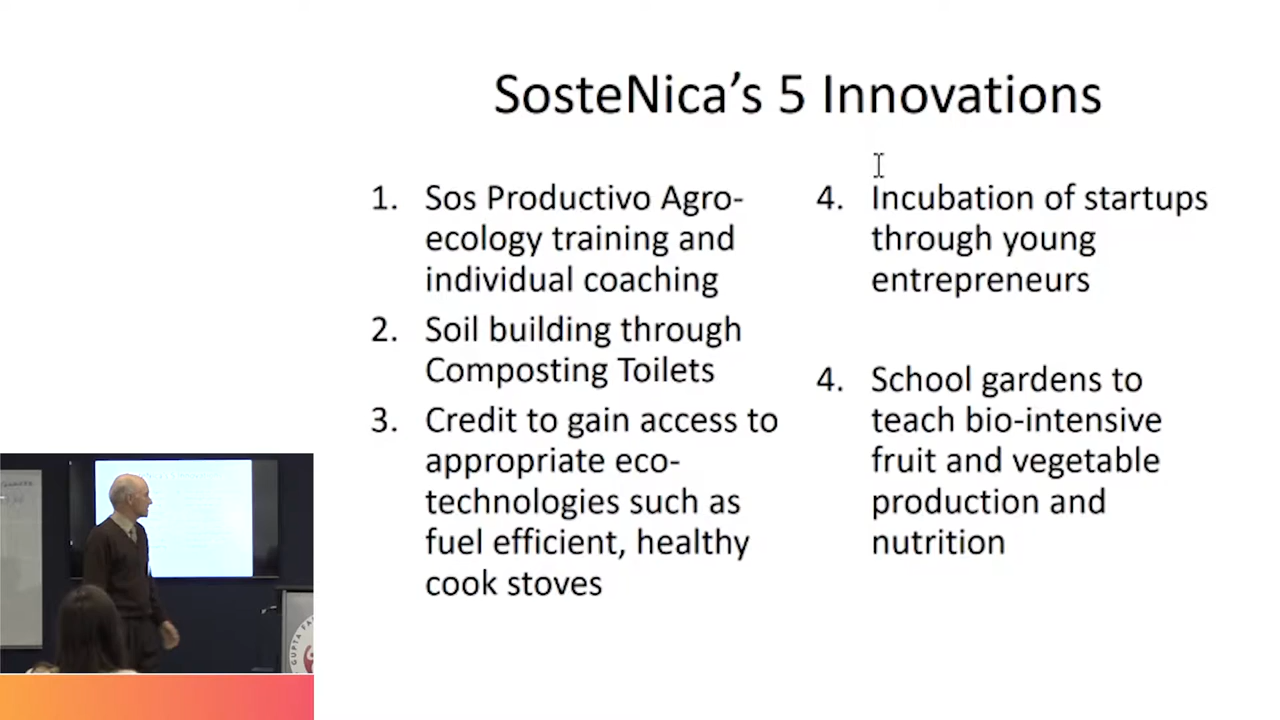 SosteNica’s 5 Innovations
1. Sos Productivo Agro-
ecology training and
individual coaching
2. Soil building through
Composting Toilets
3. Credit to gain access to
appropriate eco-
technologies such as
fuel efficient, healthy
cook stoves
4. Incubation of startups
through young
entrepreneurs
4. School gardens to
teach bio-intensive
fruit and vegetable
production and
nutrition
GUPTA